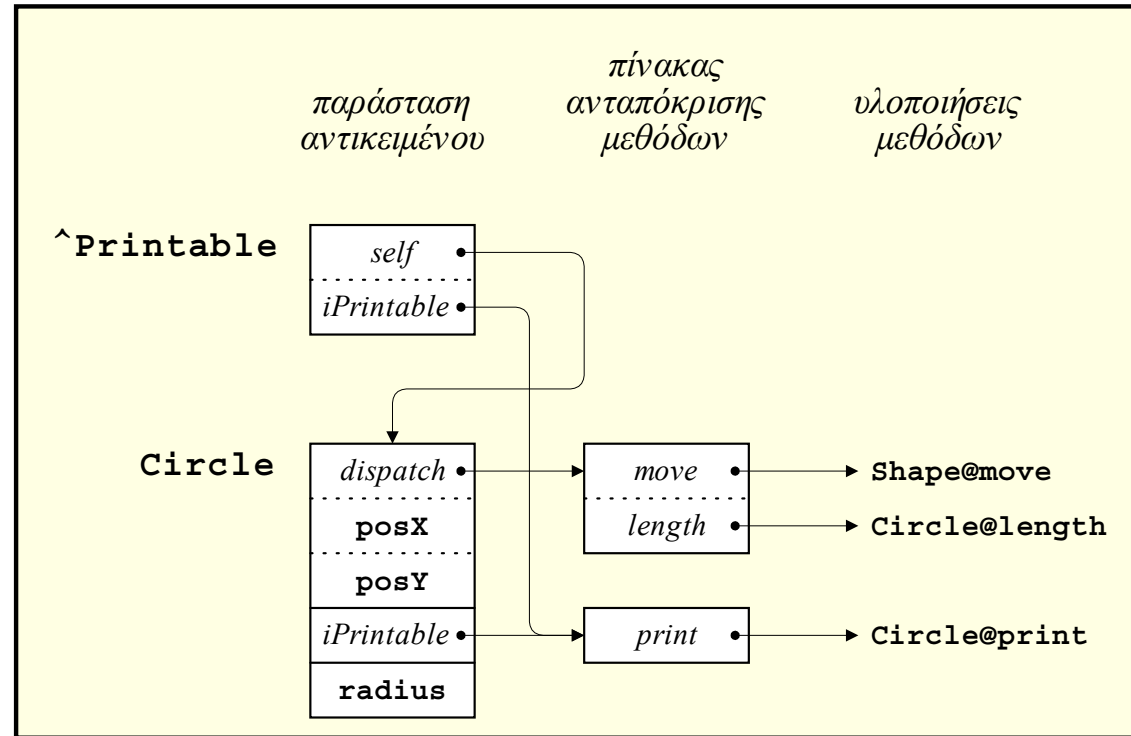 παράσταση
αντικειμένου
πίνακας
ανταπόκρισης
μεθόδων
υλοποιήσεις
μεθόδων
^Printable
self
iPrintable
Circle
dispatch
move
Shape@move
posX
length
Circle@length
posY
iPrintable
print
Circle@print
radius